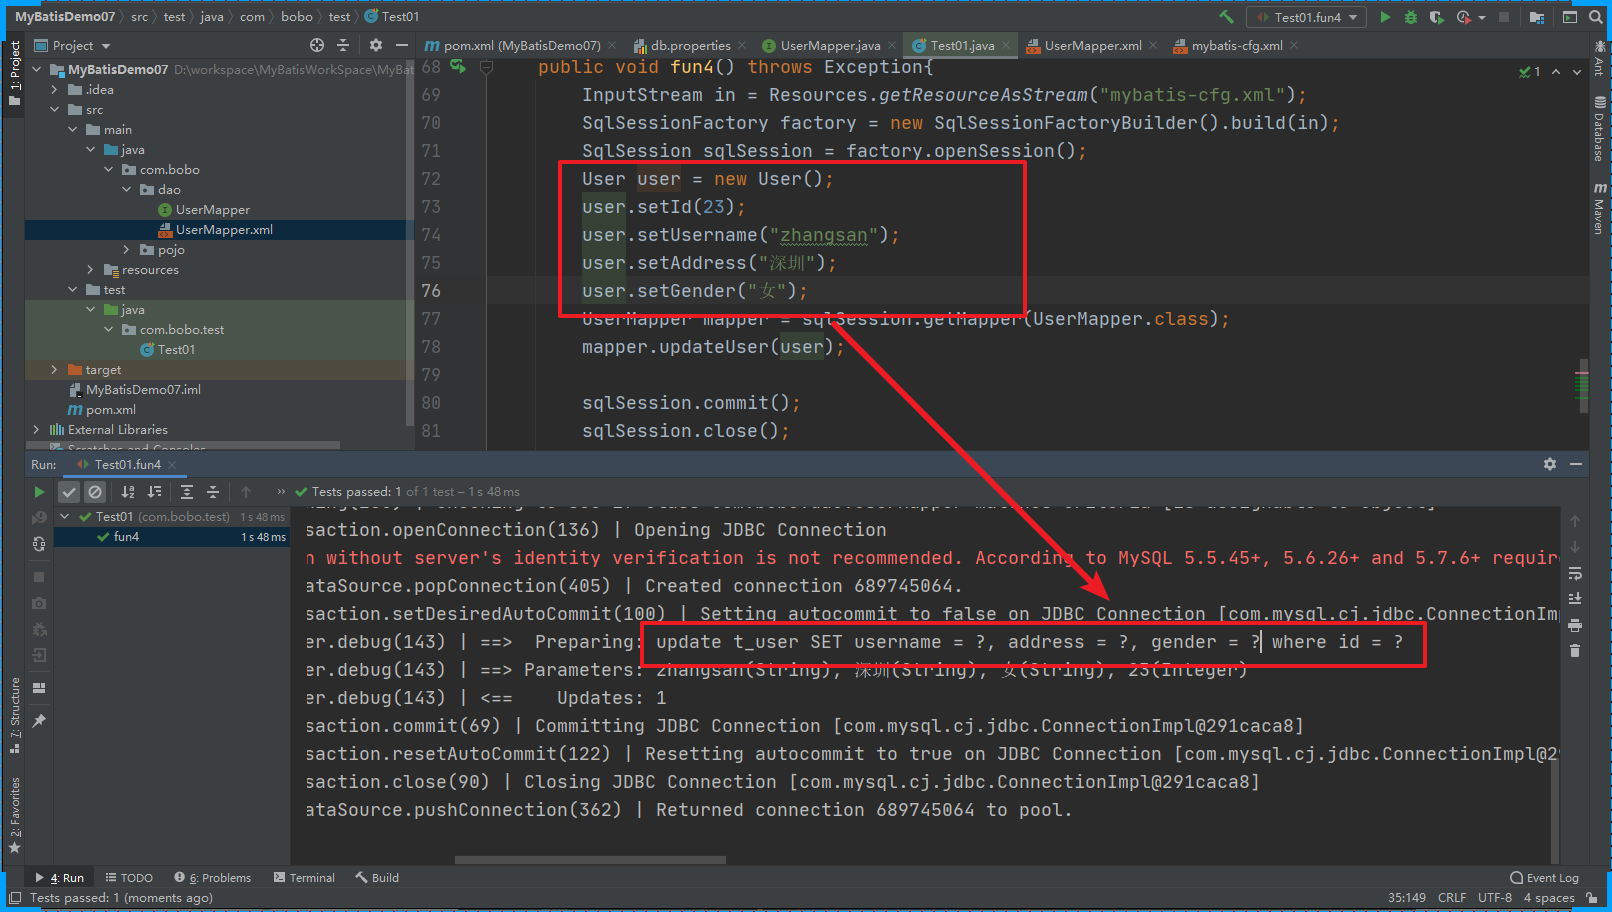 MyBatisDemo07 〉 src 〉 test 〉 java 〉 com 〉 bobo 〉 test 〉 Test01
Test01.fun4
Project
pom.xml (MyBatisDemo07)
db.properties
UserMapper.java
Test01.java
UserMapper.xml
mybatis-cfg.xml
1: Project
MyBatisDemo07 D:\workspace\MyBatisWorkSpace\MyBat
.idea
src
main
java
com.bobo
dao
UserMapper
UserMapper.xml
pojo
resources
test
java
com.bobo.test
Test01
target
MyBatisDemo07.iml
pom.xml
External Libraries
Scratches and Consoles
68 public void fun4() throws Exception{
69 InputStream in = Resources.getResourceAsStream("mybatis-cfg.xml");
70 SqlSessionFactory factory = new SqlSessionFactoryBuilder().build(in);
71 SqlSession sqlSession = factory.openSession();
72 User user = new User();
73 user.setId(23);
74 user.setUsername("zhangsan");
75 user.setAddress("深圳");
76 user.setGender("女");
77 UserMapper mapper = sqlSession.getMapper(UserMapper.class);
78 mapper.updateUser(user);
79
80 sqlSession.commit();
81 sqlSession.close();
1
Ant
Database
Maven
Run: Test01.fun4
Tests passed: 1 of 1 test – 1 s 48 ms
Test01 (com.bobo.test) 1 s 48 ms
fun4 1 s 48 ms
saction.openConnection(136) | Opening JDBC Connection
n without server's identity verification is not recommended. According to MySQL 5.5.45+, 5.6.26+ and 5.7.6+ require
ataSource.popConnection(405) | Created connection 689745064.
saction.setDesiredAutoCommit(100) | Setting autocommit to false on JDBC Connection [com.mysql.cj.jdbc.ConnectionImp
er.debug(143) | ==>  Preparing: update t_user SET username = ?, address = ?, gender = ? where id = ?
er.debug(143) | ==> Parameters: zhangsan(String), 深圳(String), 女(String), 23(Integer)
er.debug(143) | <==    Updates: 1
saction.commit(69) | Committing JDBC Connection [com.mysql.cj.jdbc.ConnectionImpl@291caca8]
saction.resetAutoCommit(122) | Resetting autocommit to true on JDBC Connection [com.mysql.cj.jdbc.ConnectionImpl@29
saction.close(90) | Closing JDBC Connection [com.mysql.cj.jdbc.ConnectionImpl@291caca8]
ataSource.pushConnection(362) | Returned connection 689745064 to pool.
7: Structure
2: Favorites
4: Run
TODO
6: Problems
Terminal
Build
Event Log
Tests passed: 1 (moments ago)
35:149 CRLF UTF-8 4 spaces